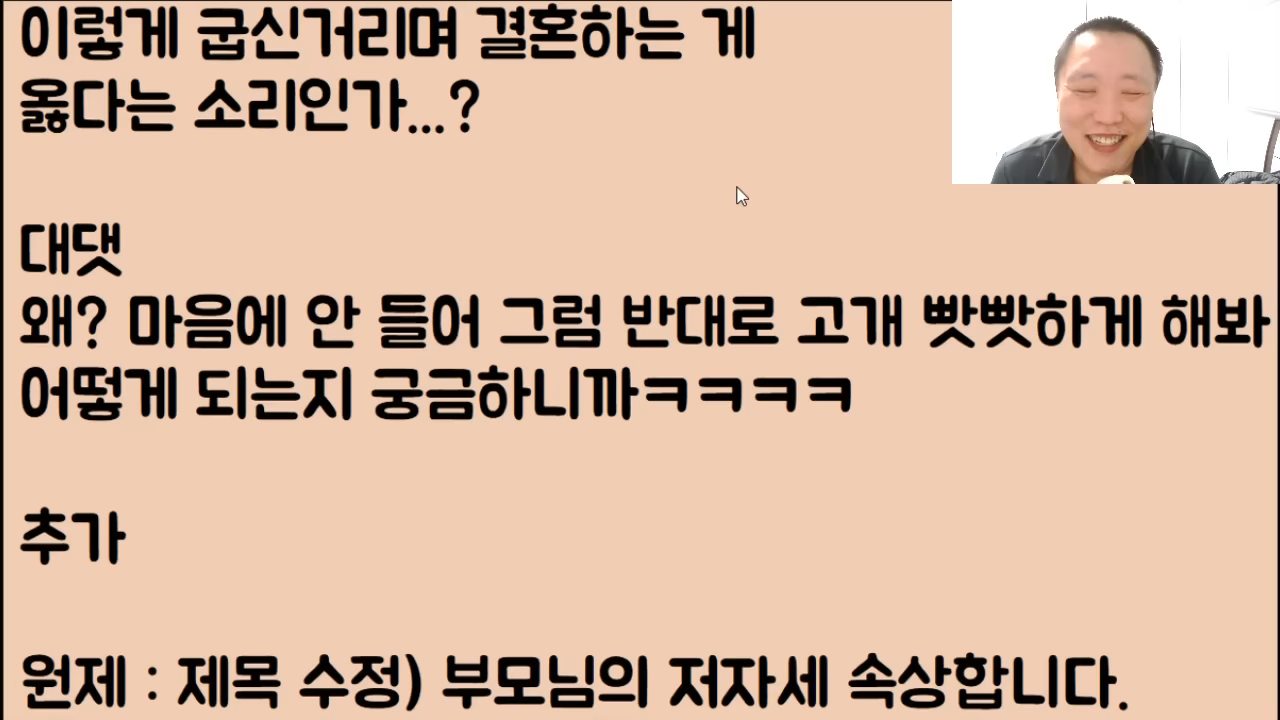 이렇게 굽신거리며 결혼하는 게
옳다는 소리인가...?
대댓
왜? 마음에 안 들어 그럼 반대로 고개 빳빳하게 해봐
어떻게 되는지 궁금하니까ㅋㅋㅋㅋ
추가
원제 : 제목 수정) 부모님의 저자세 속상합니다.